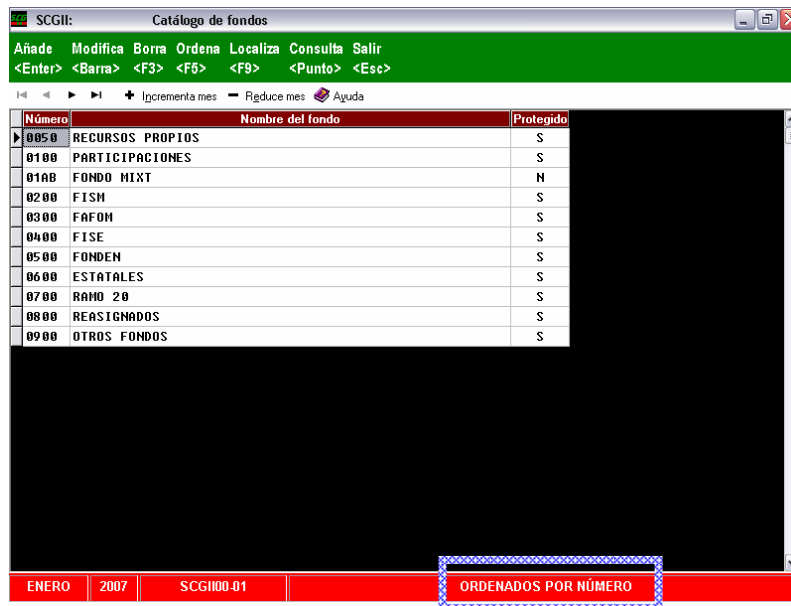 SCG SCGII: Catálogo de fondos
Añade Modifica Borra Ordena Localiza Consulta Salir
<Enter> <Barra> <F3> <F5> <F9> <Punto> <Esc>
Incrementa mes Reduce mes Ayuda
Número Nombre del fondo Protegido
0050 RECURSOS PROPIOS S
0100 PARTICIPACIONES S
01AB FONDO MIXT N
0200 FISM S
0300 FAFOM S
0400 FISE S
0500 FONDEN S
0600 ESTATALES S
0700 RAMO 20 S
0800 REASIGNADOS S
0900 OTROS FONDOS S
ENERO 2007 SCGII00-01 ORDENADOS POR NÚMERO